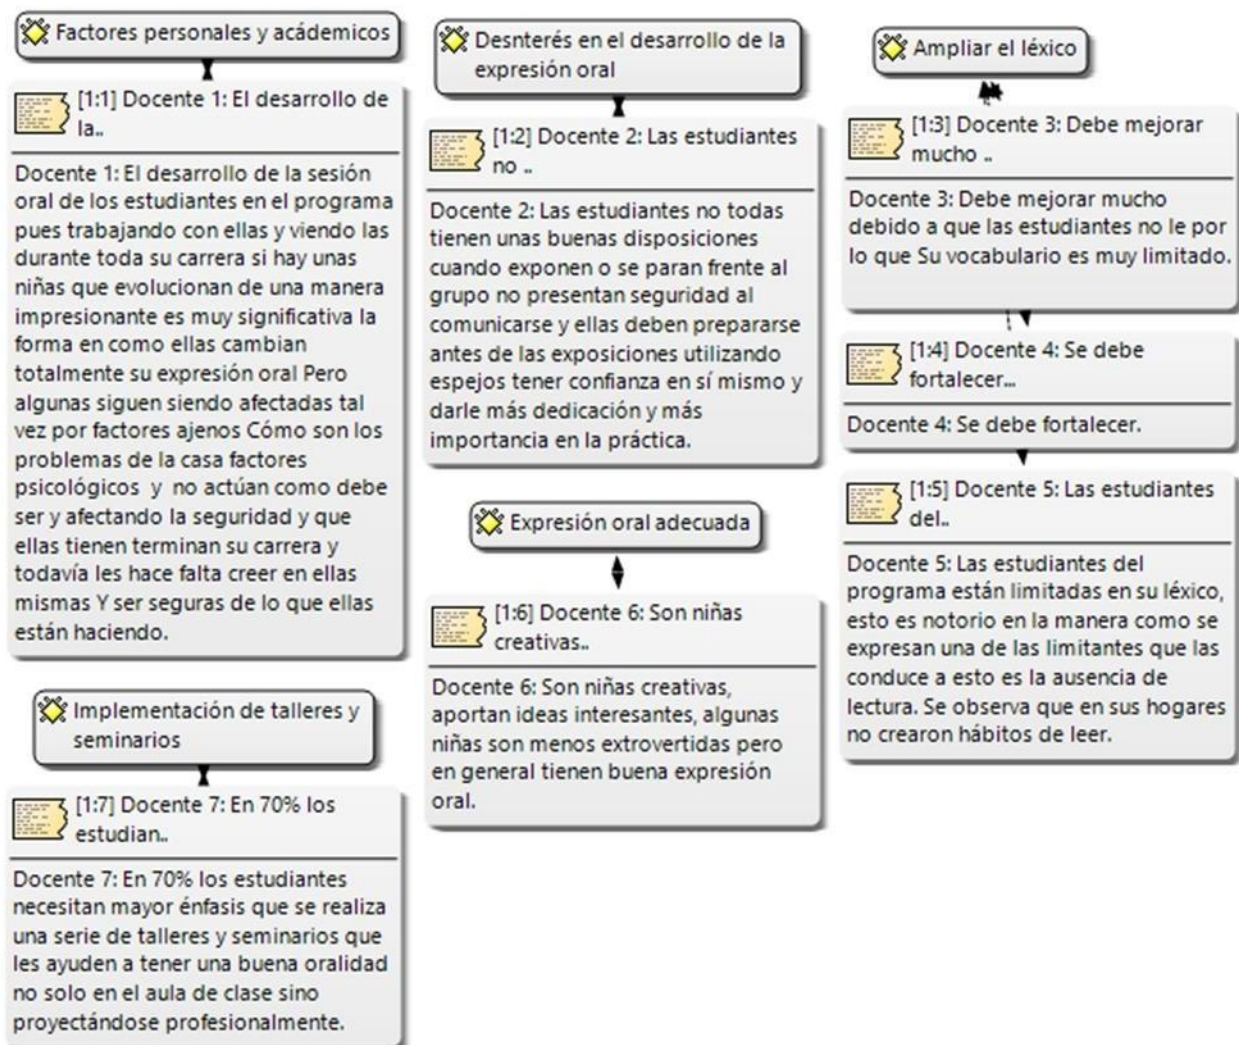 Factores personales y acádemicos
[1:1] Docente 1: El desarrollo de
la..
Docente 1: El desarrollo de la sesión
oral de los estudiantes en el programa
pues trabajando con ellas y viendo las
durante toda su carrera si hay unas
niñas que evolucionan de una manera
impresionante es muy significativa la
forma en como ellas cambian
totalmente su expresión oral Pero
algunas siguen siendo afectadas tal
vez por factores ajenos Cómo son los
problemas de la casa factores
psicológicos y no actúan como debe
ser y afectando la seguridad y que
ellas tienen terminan su carrera y
todavía les hace falta creer en ellas
mismas Y ser seguras de lo que ellas
están haciendo.
Implementación de talleres y
seminarios
[1:7] Docente 7: En 70% los
estudian..
Docente 7: En 70% los estudiantes
necesitan mayor énfasis que se realiza
una serie de talleres y seminarios que
les ayuden a tener una buena oralidad
no solo en el aula de clase sino
proyectándose profesionalmente.
Desnterés en el desarrollo de la
expresión oral
[1:2] Docente 2: Las estudiantes
no ..
Docente 2: Las estudiantes no todas
tienen unas buenas disposiciones
cuando exponen o se paran frente al
grupo no presentan seguridad al
comunicarse y ellas deben prepararse
antes de las exposiciones utilizando
espejos tener confianza en sí mismo y
darle más dedicación y más
importancia en la práctica.
Expresión oral adecuada
[1:6] Docente 6: Son niñas
creativas..
Docente 6: Son niñas creativas,
aportan ideas interesantes, algunas
niñas son menos extrovertidas pero
en general tienen buena expresión
oral.
Ampliar el léxico
[1:3] Docente 3: Debe mejorar
mucho ..
Docente 3: Debe mejorar mucho
debido a que las estudiantes no le por
lo que Su vocabulario es muy limitado.
[1:4] Docente 4: Se debe
fortalecer...
Docente 4: Se debe fortalecer.
[1:5] Docente 5: Las estudiantes
del..
Docente 5: Las estudiantes del
programa están limitadas en su léxico,
esto es notorio en la manera como se
expresan una de las limitantes que las
conduce a esto es la ausencia de
lectura. Se observa que en sus hogares
no crearon hábitos de leer.